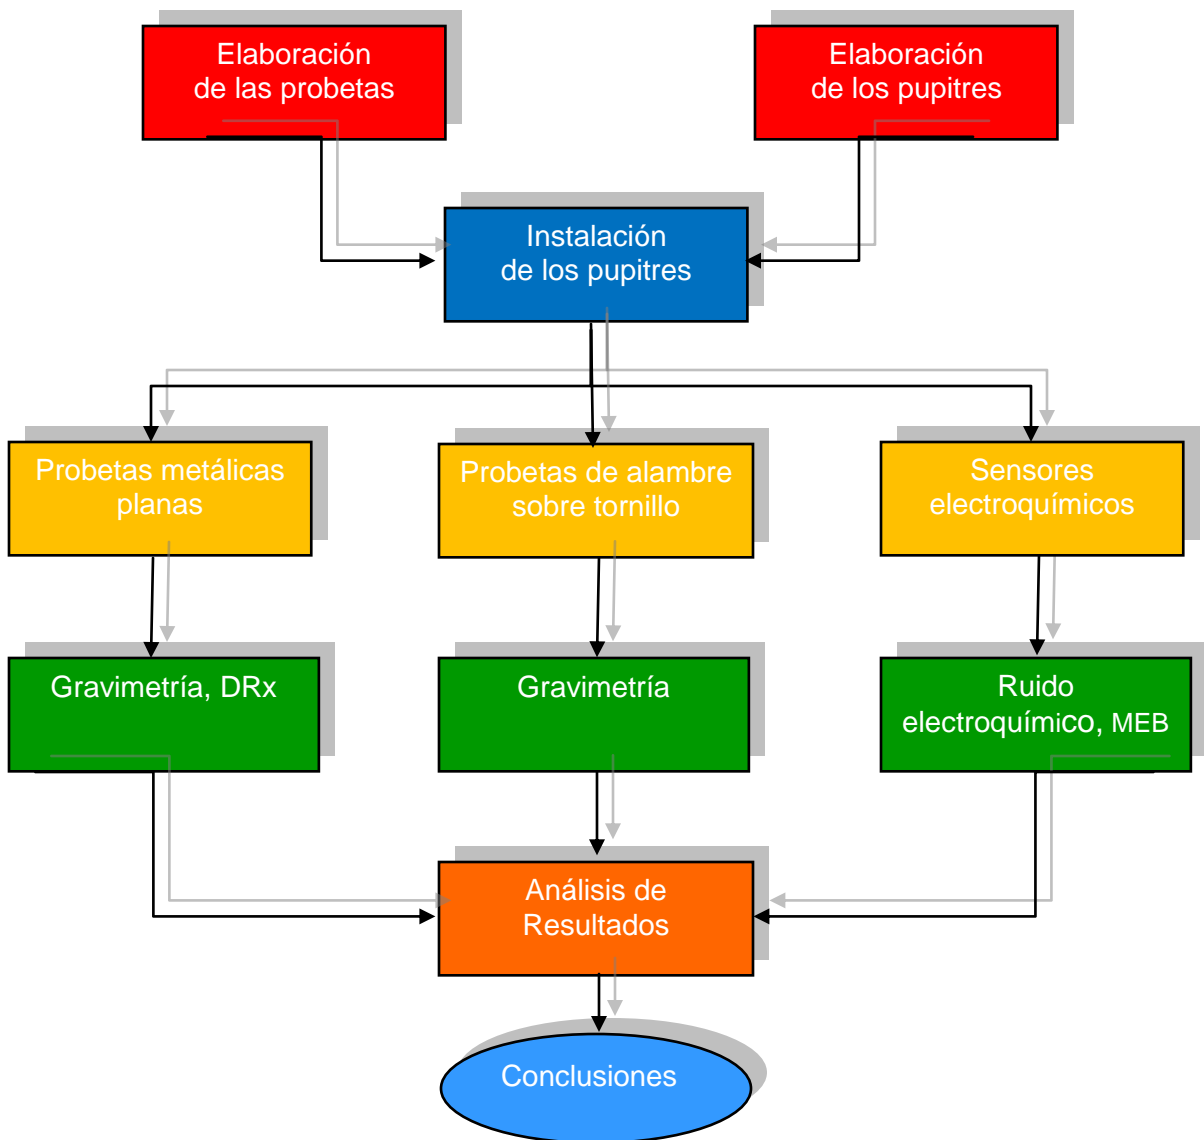 Elaboración
de las probetas
Elaboración
de los pupitres
Instalación
de los pupitres
Probetas metálicas
planas
Probetas de alambre
sobre tornillo
Sensores
electroquímicos
Gravimetría, DRx
Gravimetría
Ruido
electroquímico, MEB
Análisis de
Resultados
Conclusiones